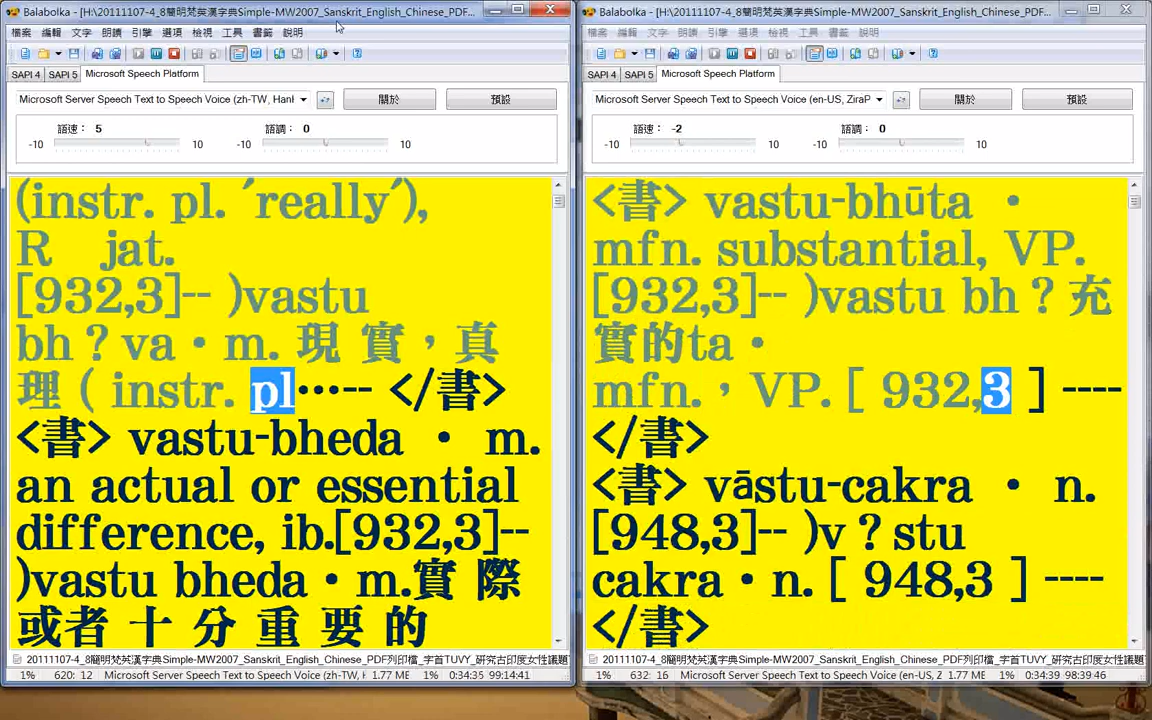 Balabolka - [H:\20111107-4_8簡明梵英漢字典Simple-MW2007_Sanskrit_English_Chinese_PDF...
檔案 編輯 文字 朗讀 引擎 選項 檢視 工具 書籤 說明
SAPI 4 SAPI 5 Microsoft Speech Platform
Microsoft Server Speech Text to Speech Voice (zh-TW, Hanl 關於 預設
語速： 5 語調： 0
-10 10 -10 10
(instr. pl. ´really´),
R jat.
[932,3]-- )vastu
bh？va・m. 現 實，真
理 ( instr. pl…-- </書>
<書> vastu-bheda ・ m.
an actual or essential
difference, ib.[932,3]--
)vastu bheda・m.實 際
或者 十 分 重 要 的
20111107-4_8簡明梵英漢字典Simple-MW2007_Sanskrit_English_Chinese_PDF列印檔_字首TUVY_研究古印度女性議題
1% 620: 12 Microsoft Server Speech Text to Speech Voice (zh-TW, H 1.77 ME 1% 0:34:35 99:14:41
Balabolka - [H:\20111107-4_8簡明梵英漢字典Simple-MW2007_Sanskrit_English_Chinese_PDF...
檔案 編輯 文字 朗讀 引擎 選項 檢視 工具 書籤 說明
SAPI 4 SAPI 5 Microsoft Speech Platform
Microsoft Server Speech Text to Speech Voice (en-US, ZiraP 關於 預設
語速： -2 語調： 0
-10 10 -10 10
<書> vastu-bhūta ・
mfn. substantial, VP.
[932,3]-- )vastu bh？充
實的ta・
mfn.，VP. [ 932,3 ] ----
</書>
<書> vāstu-cakra ・ n.
[948,3]-- )v？stu
cakra・n. [ 948,3 ] ----
</書>
20111107-4_8簡明梵英漢字典Simple-MW2007_Sanskrit_English_Chinese_PDF列印檔_字首TUVY_研究古印度女性議題
1% 632: 16 Microsoft Server Speech Text to Speech Voice (en-US, Z 1.77 ME 1% 0:34:39 98:39:46